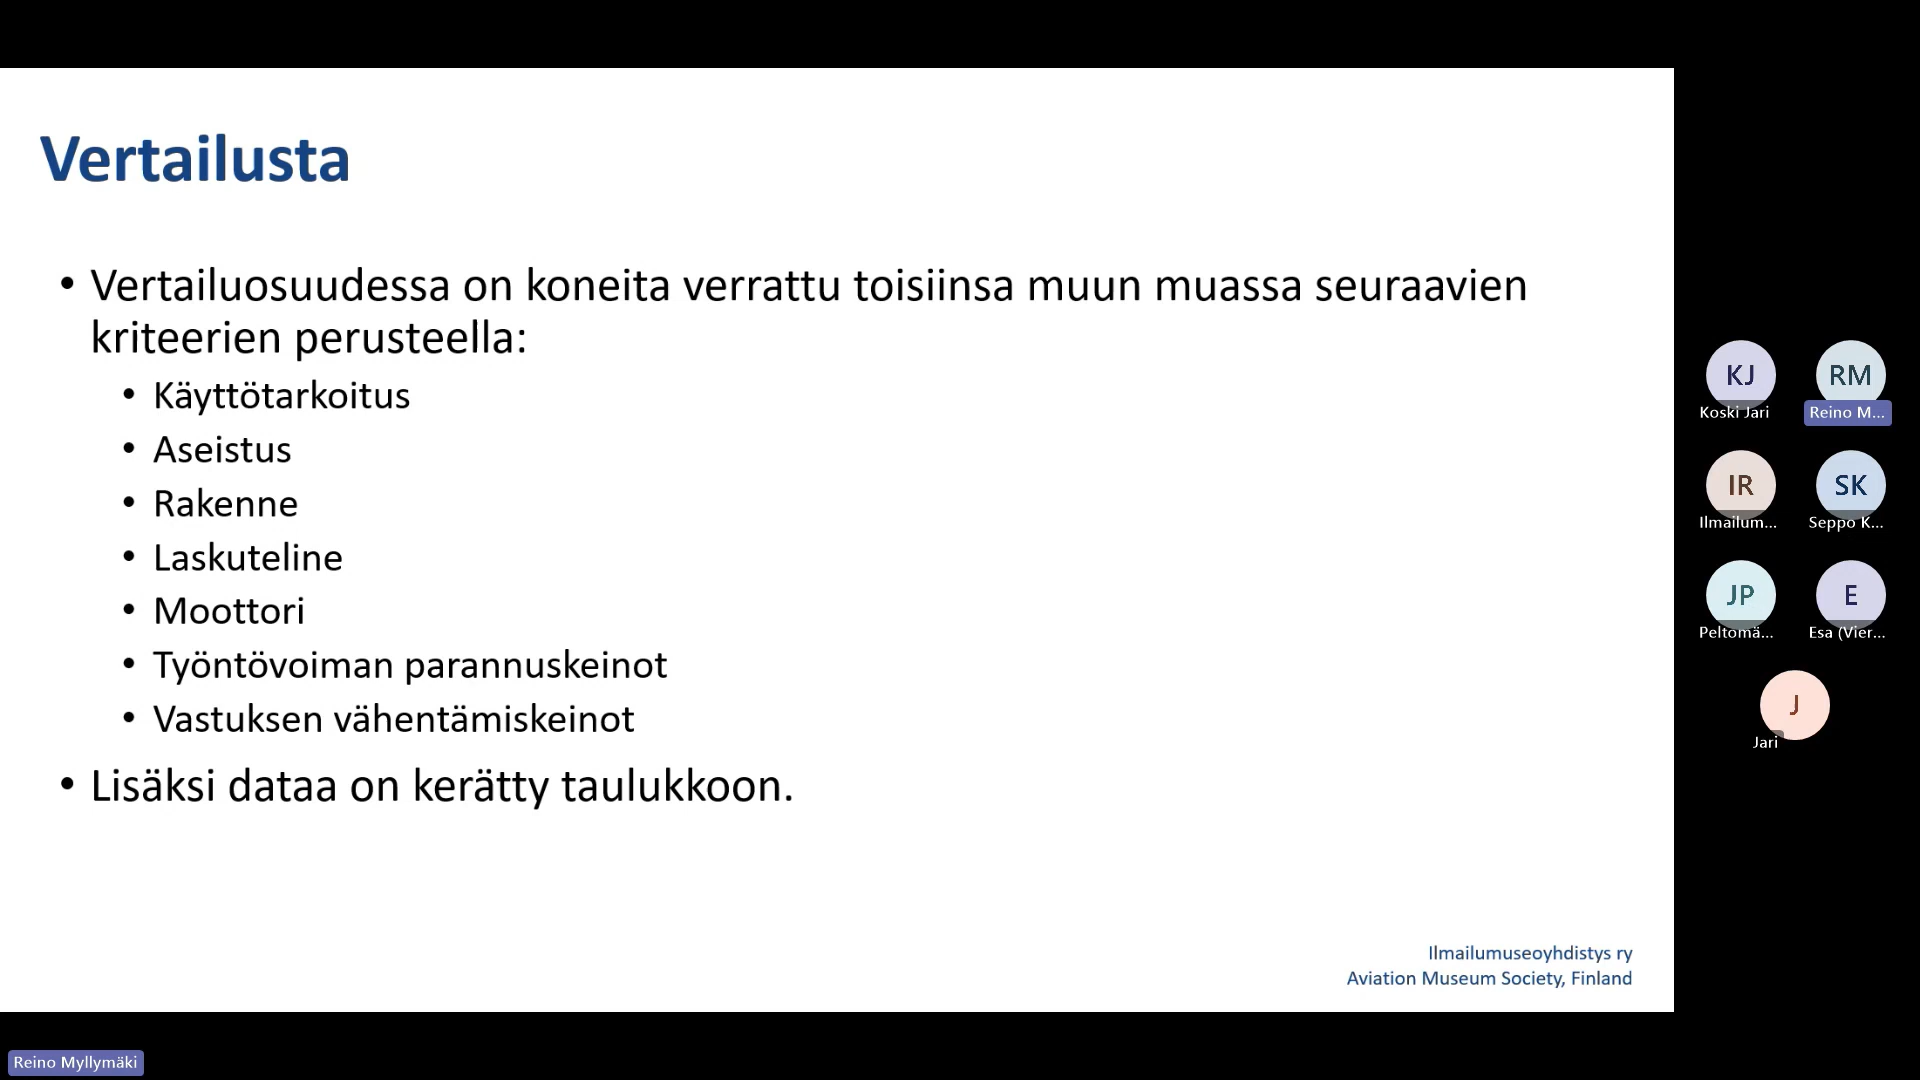 Vertailusta
• Vertailuosuudessa on koneita verrattu toisiinsa muun muassa seuraavien
kriteerien perusteella:
• Käyttötarkoitus
• Aseistus
• Rakenne
• Laskuteline
• Moottori
• Työntövoiman parannuskeinot
• Vastuksen vähentämiskeinot
• Lisäksi dataa on kerätty taulukkoon.
Ilmailumuseoyhdistys ry
Aviation Museum Society, Finland
KJ
Koski Jari
RM
Reino M...
IR
Ilmailum...
SK
Seppo K...
JP
Peltomä...
E
Esa (Vier...
J
Jari
Reino Myllymäki